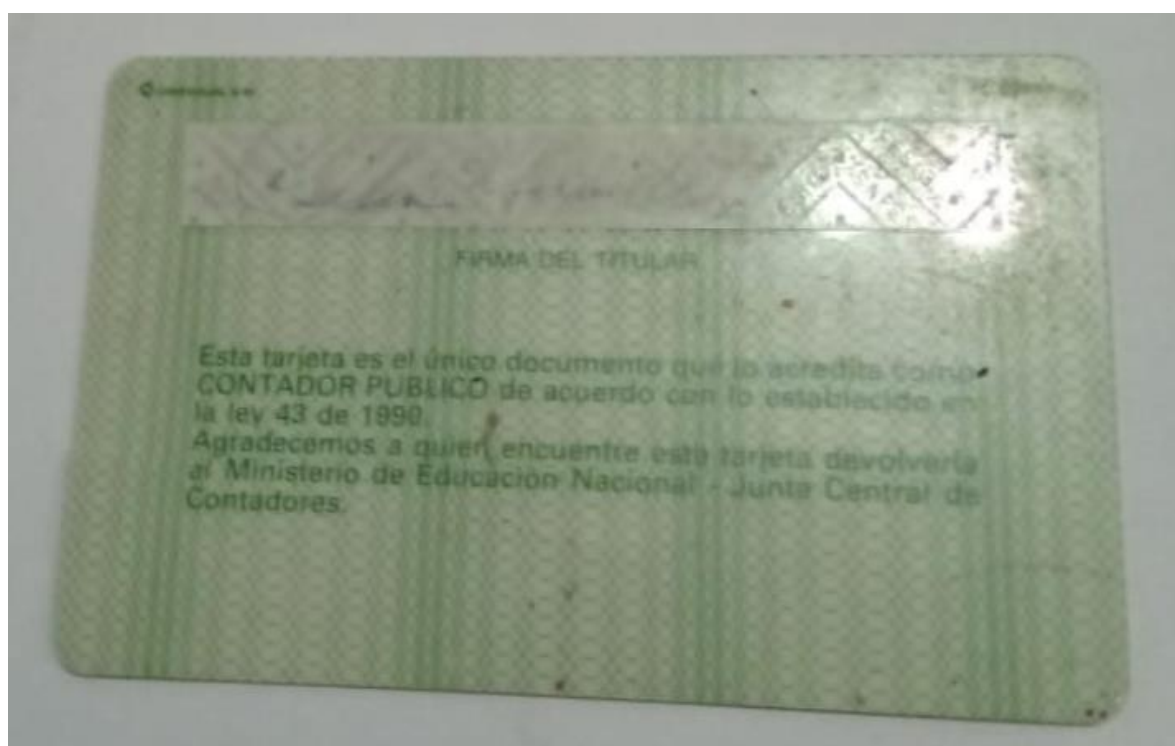 FIRMA DEL TITULAR
Esta tarjeta es el único documento que lo acredita como
CONTADOR PUBLICO de acuerdo con lo establecido en
la ley 43 de 1990.
Agradecemos a quien encuentre esta tarjeta devolverla
al Ministerio de Educación Nacional - Junta Central de
Contadores.